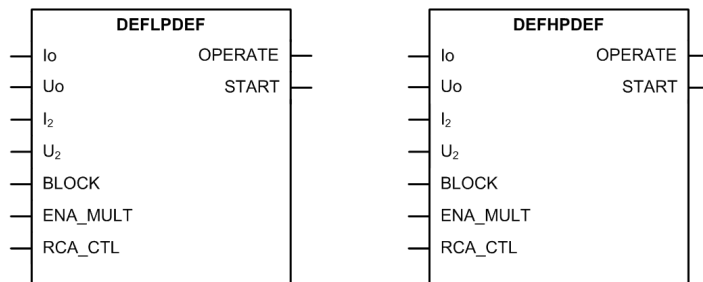 DEFLPDEF
Io OPERATE
Uo START
I2
U2
BLOCK
ENA_MULT
RCA_CTL
DEFHPDEF
Io OPERATE
Uo START
I2
U2
BLOCK
ENA_MULT
RCA_CTL